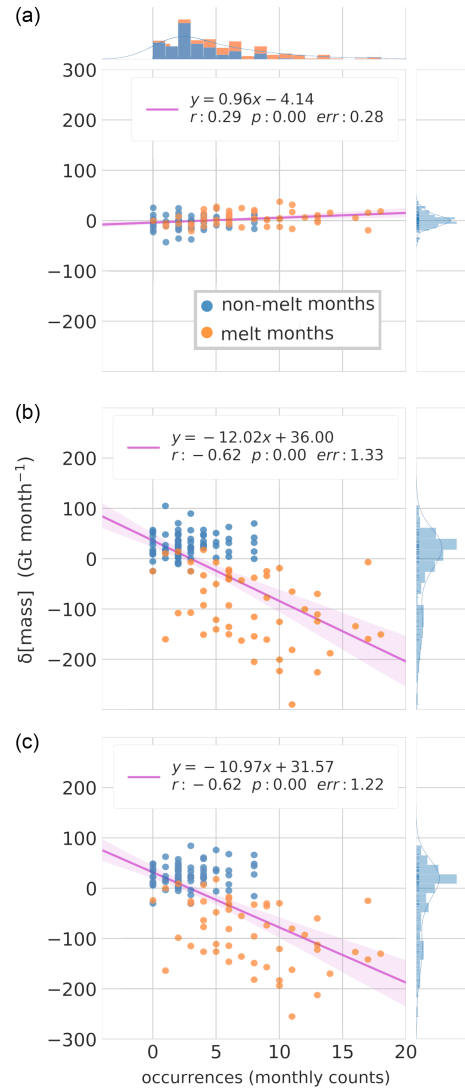 (a)
300
y = 0.96x − 4.14
r : 0.29 p : 0.00 err : 0.28
200
100
0
−100
non-melt months
melt months
−200
(b)
y = −12.02x + 36.00
r : −0.62 p : 0.00 err : 1.33
200
100
0
−100
−200
δ[mass] (Gt month⁻¹)
(c)
y = −10.97x + 31.57
r : −0.62 p : 0.00 err : 1.22
200
100
0
−100
−200
−300
0 5 10 15 20
occurrences (monthly counts)